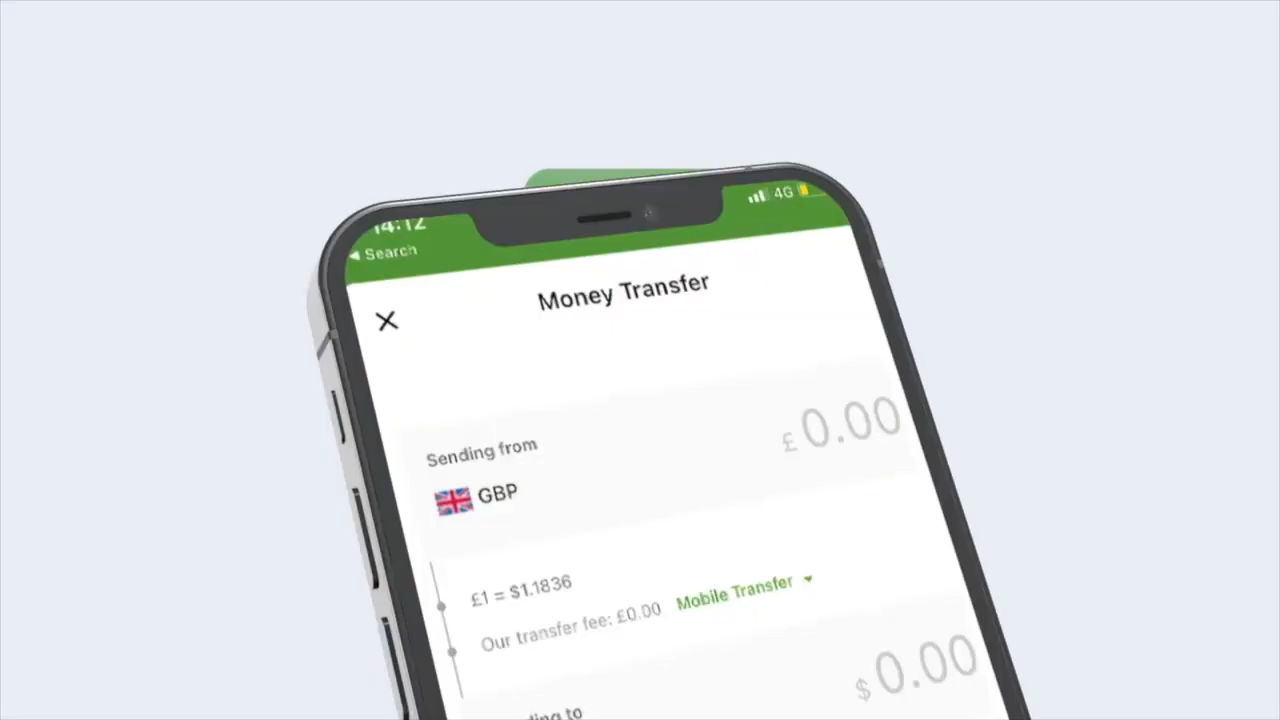 14:12
4G
Search
Money Transfer
Sending from
£ 0.00
GBP
£1 = $1.1836
Our transfer fee: £0.00 Mobile Transfer
$ 0.00